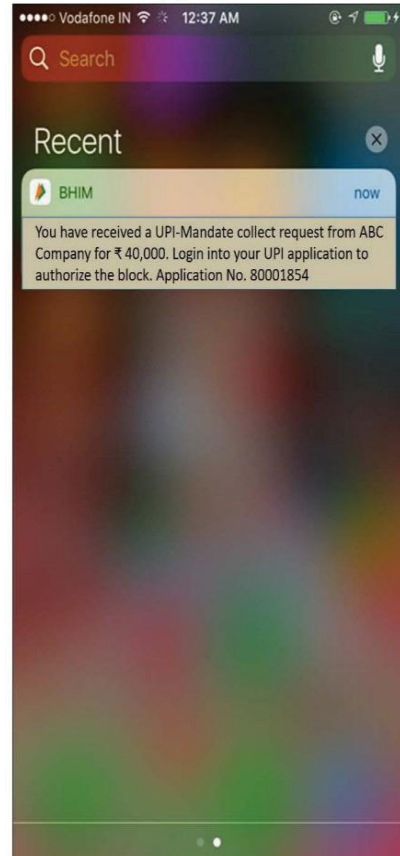 Vodafone IN 12:37 AM
Search
Recent
BHIM now
You have received a UPI-Mandate collect request from ABC
Company for ₹ 40,000. Login into your UPI application to
authorize the block. Application No. 80001854